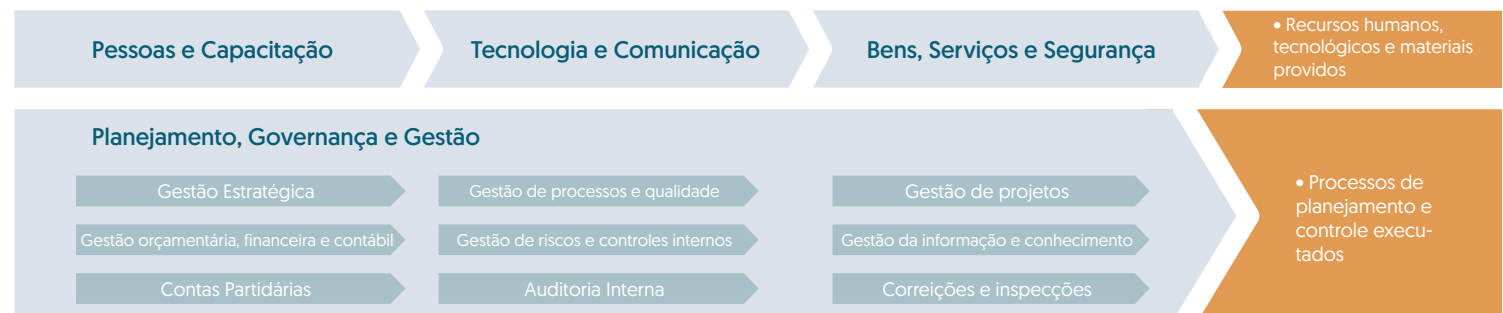 Pessoas e Capacitação
Tecnologia e Comunicação
Bens, Serviços e Segurança
• Recursos humanos,
tecnológicos e materiais
providos
Planejamento, Governança e Gestão
Gestão Estratégica
Gestão de processos e qualidade
Gestão de projetos
Gestão orçamentária, financeira e contábil
Gestão de riscos e controles internos
Gestão da informação e conhecimento
Contas Partidárias
Auditoria Interna
Correições e inspecções
• Processos de
planejamento e
controle execu-
tados